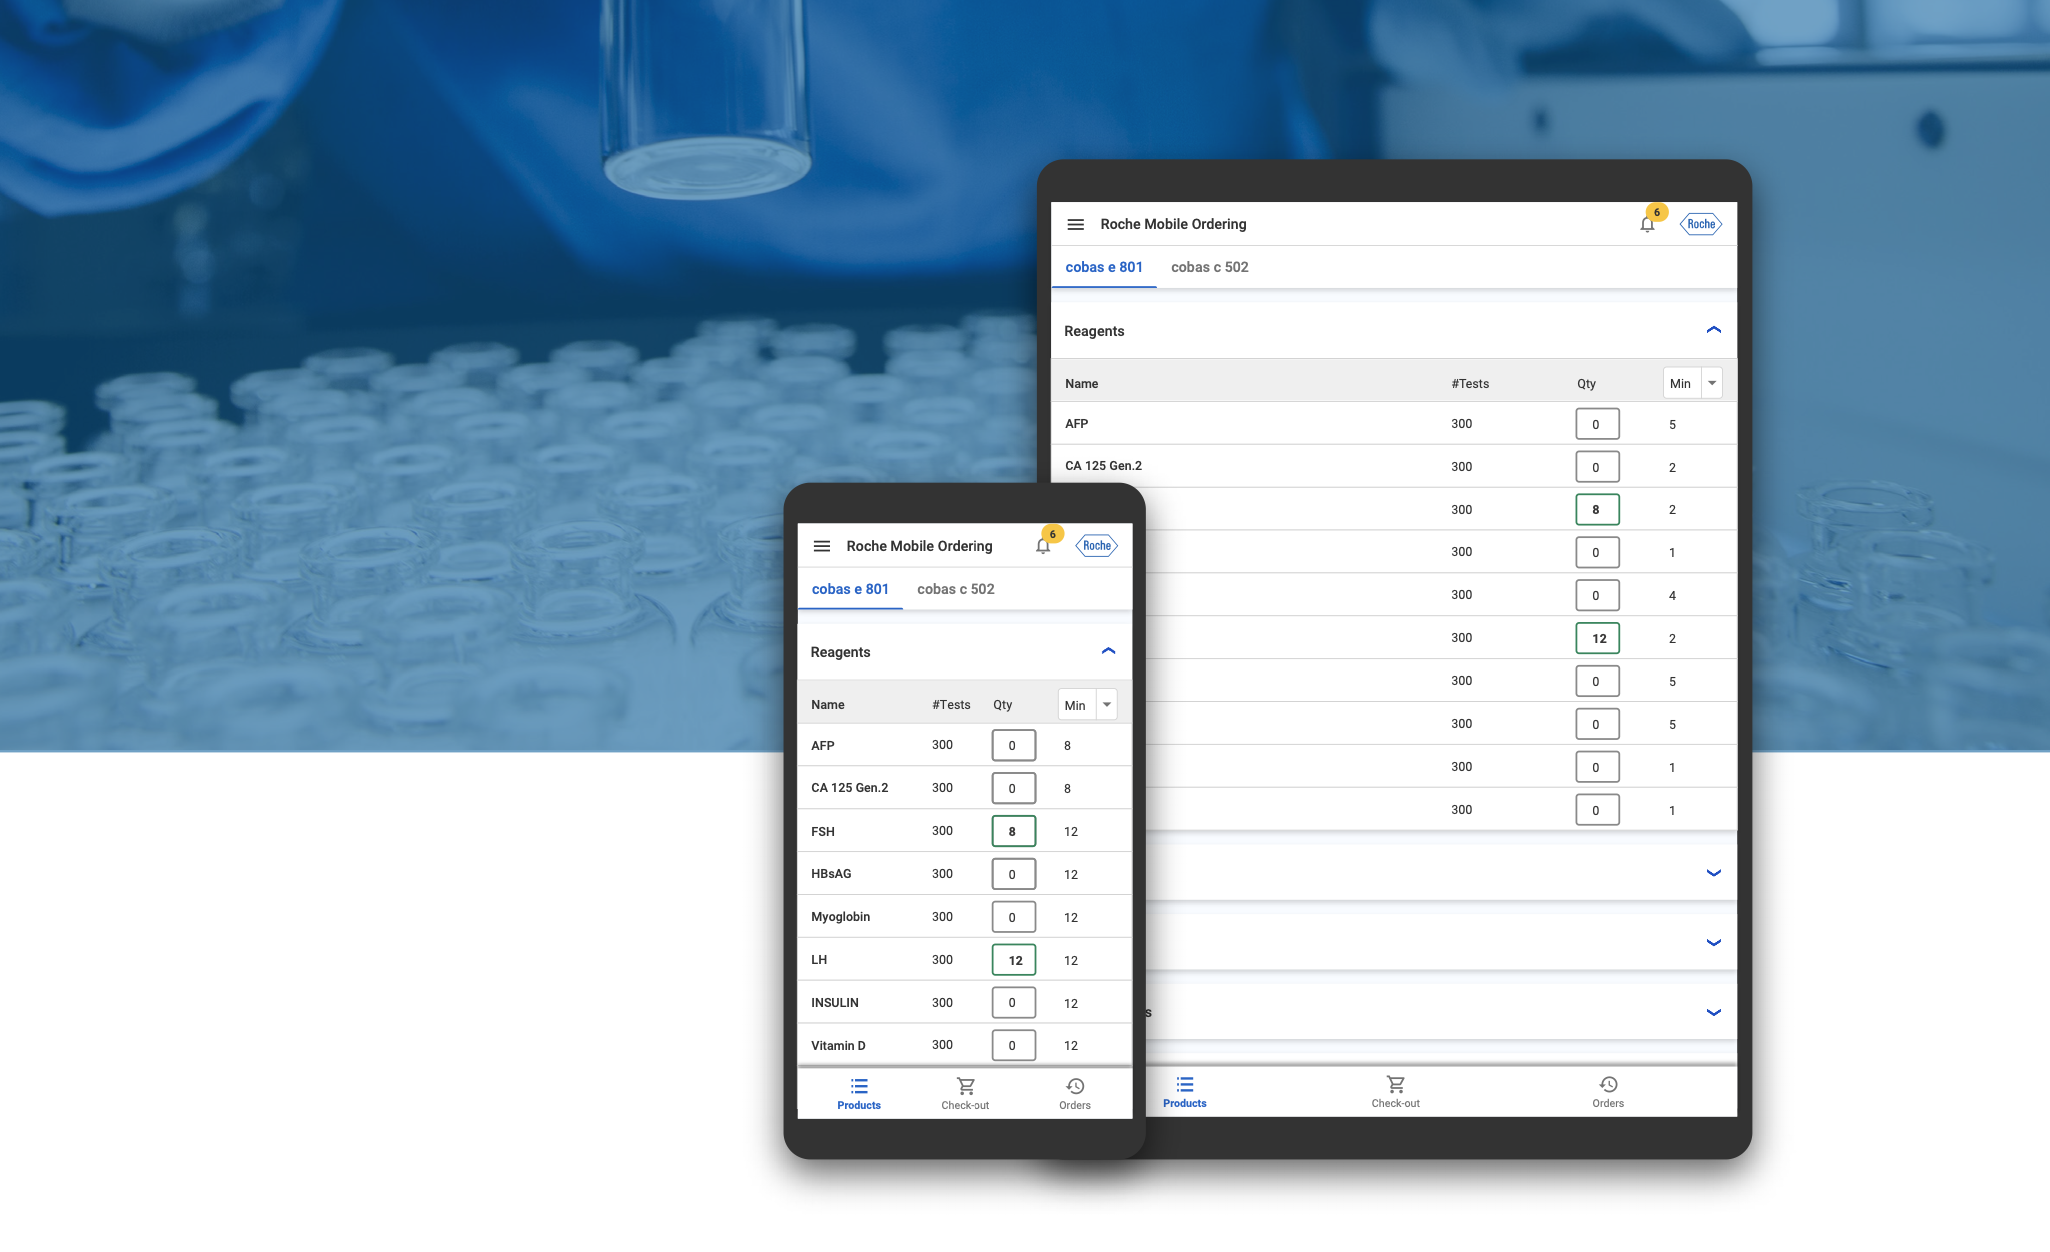 Roche Mobile Ordering 6 Roche
cobas e 801 cobas c 502
Reagents
Name #Tests Qty Min
AFP 300 0 5
CA 125 Gen.2 300 0 2
300 8 2
300 0 1
300 0 4
300 12 2
300 0 5
300 0 5
300 0 1
300 0 1
s
Products Check-out Orders
Roche Mobile Ordering 6 Roche
cobas e 801 cobas c 502
Reagents
Name #Tests Qty Min
AFP 300 0 8
CA 125 Gen.2 300 0 8
FSH 300 8 12
HBsAG 300 0 12
Myoglobin 300 0 12
LH 300 12 12
INSULIN 300 0 12
Vitamin D 300 0 12
Products Check-out Orders